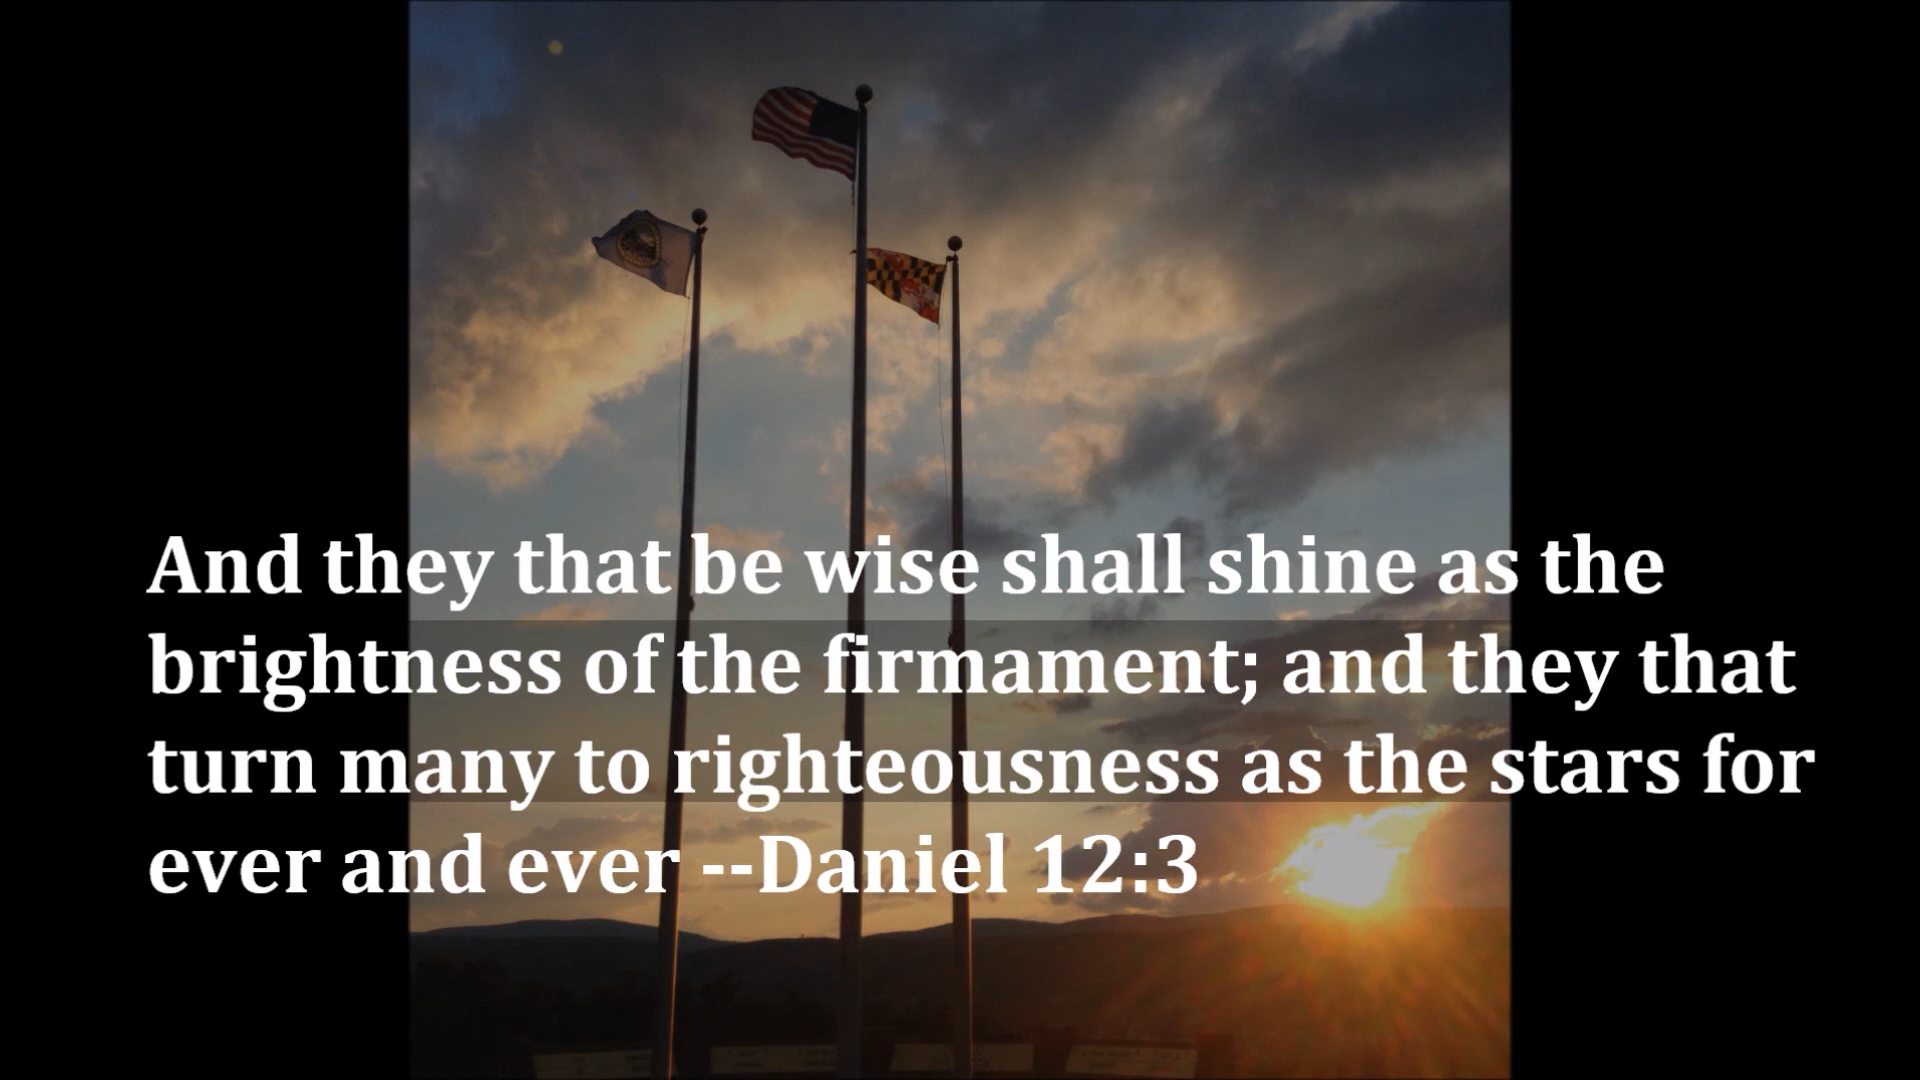 And they that be wise shall shine as the
brightness of the firmament; and they that
turn many to righteousness as the stars for
ever and ever --Daniel 12:3